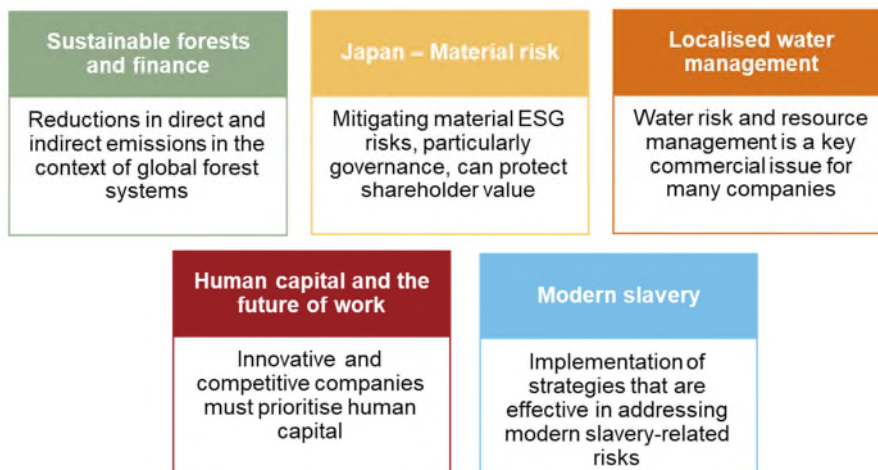 Sustainable forests
and finance
Reductions in direct and
indirect emissions in the
context of global forest
systems
Japan – Material risk
Mitigating material ESG
risks, particularly
governance, can protect
shareholder value
Localised water
management
Water risk and resource
management is a key
commercial issue for
many companies
Human capital and the
future of work
Innovative and
competitive companies
must prioritise human
capital
Modern slavery
Implementation of
strategies that are
effective in addressing
modern slavery-related
risks